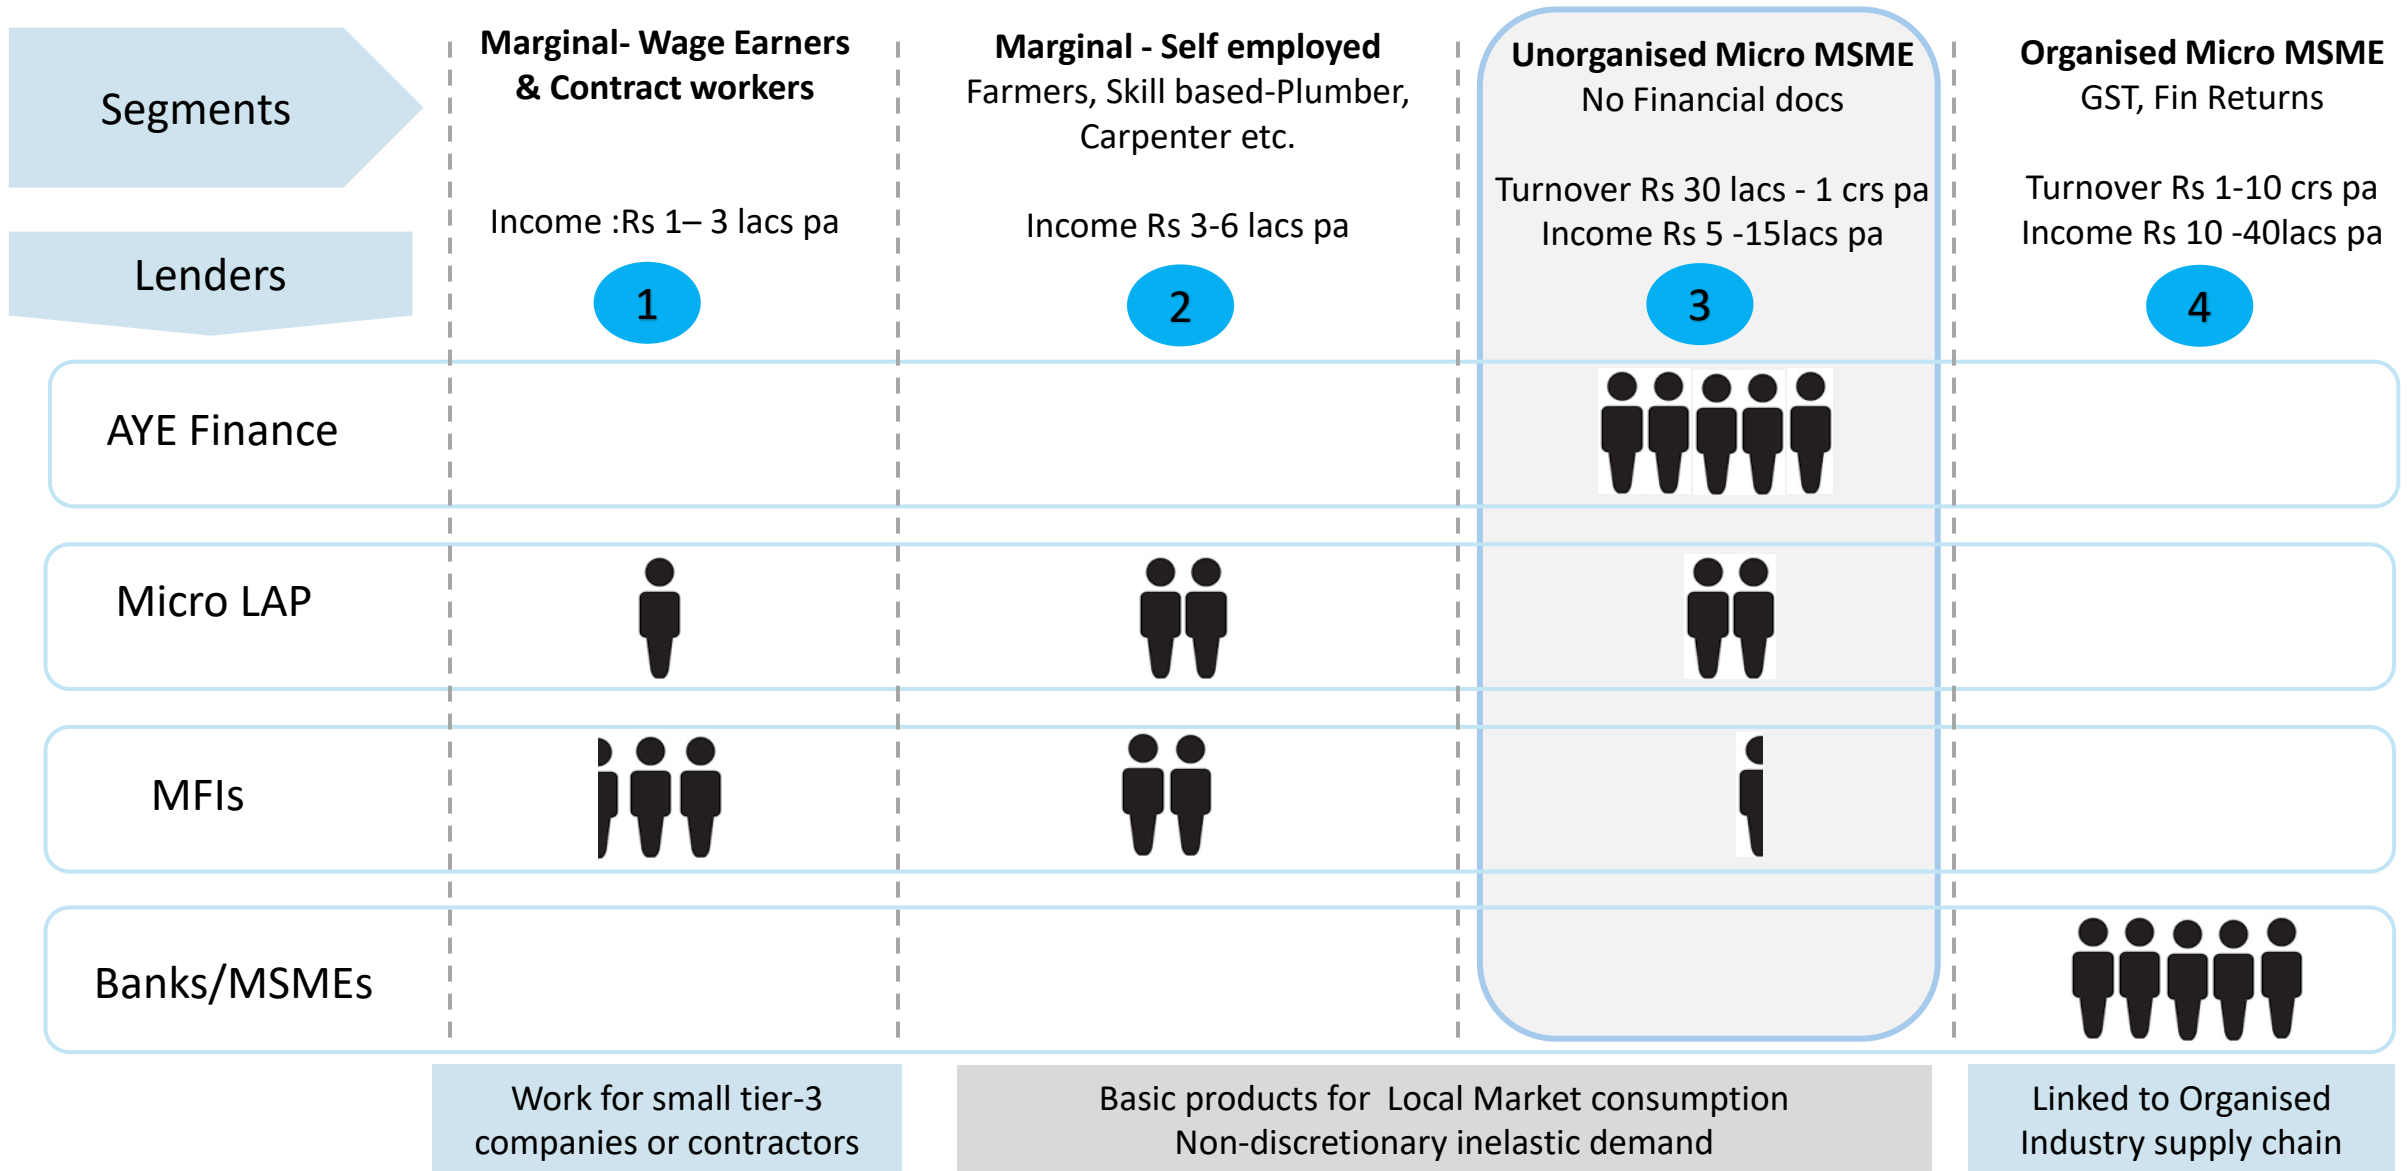 Segments
Marginal- Wage Earners
& Contract workers
Income :Rs 1– 3 lacs pa
Marginal - Self employed
Farmers, Skill based-Plumber,
Carpenter etc.
Income Rs 3-6 lacs pa
Unorganised Micro MSME
No Financial docs
Turnover Rs 30 lacs - 1 crs pa
Income Rs 5 -15lacs pa
Organised Micro MSME
GST, Fin Returns
Turnover Rs 1-10 crs pa
Income Rs 10 -40lacs pa
Lenders
1
2
3
4
AYE Finance
Micro LAP
MFIs
Banks/MSMEs
Work for small tier-3
companies or contractors
Basic products for  Local Market consumption
Non-discretionary inelastic demand
Linked to Organised
Industry supply chain